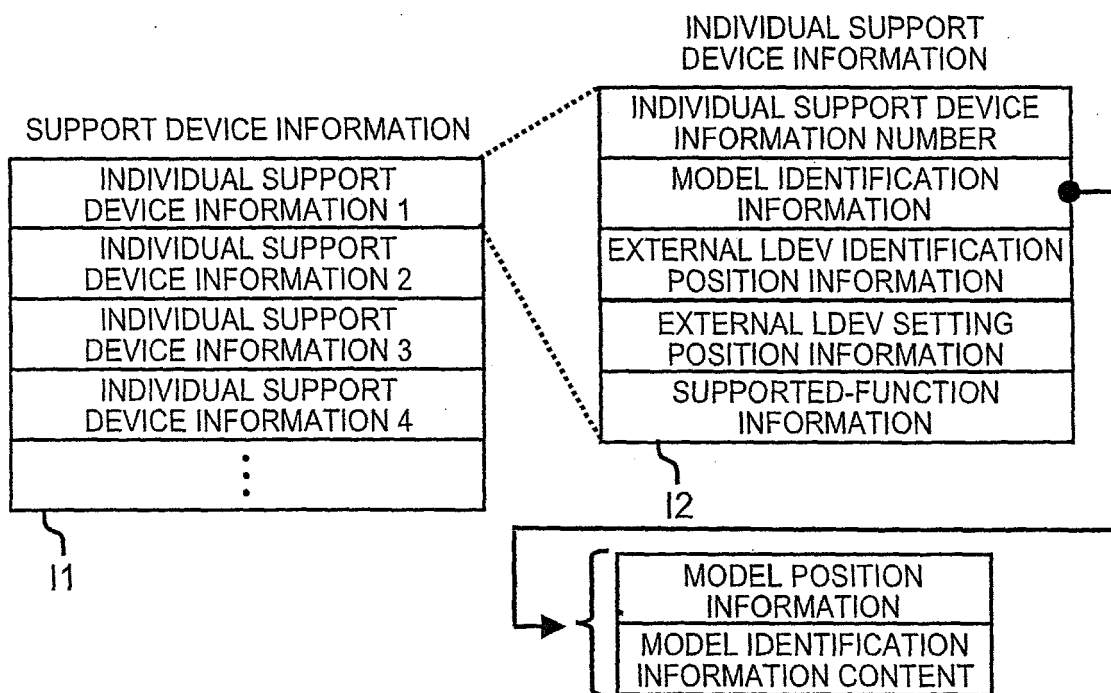 SUPPORT DEVICE INFORMATION
INDIVIDUAL SUPPORT
DEVICE INFORMATION 1
INDIVIDUAL SUPPORT
DEVICE INFORMATION 2
INDIVIDUAL SUPPORT
DEVICE INFORMATION 3
INDIVIDUAL SUPPORT
DEVICE INFORMATION 4
I1
INDIVIDUAL SUPPORT
DEVICE INFORMATION
INDIVIDUAL SUPPORT DEVICE
INFORMATION NUMBER
MODEL IDENTIFICATION
INFORMATION
EXTERNAL LDEV IDENTIFICATION
POSITION INFORMATION
EXTERNAL LDEV SETTING
POSITION INFORMATION
SUPPORTED-FUNCTION
INFORMATION
I2
MODEL POSITION
INFORMATION
MODEL IDENTIFICATION
INFORMATION CONTENT